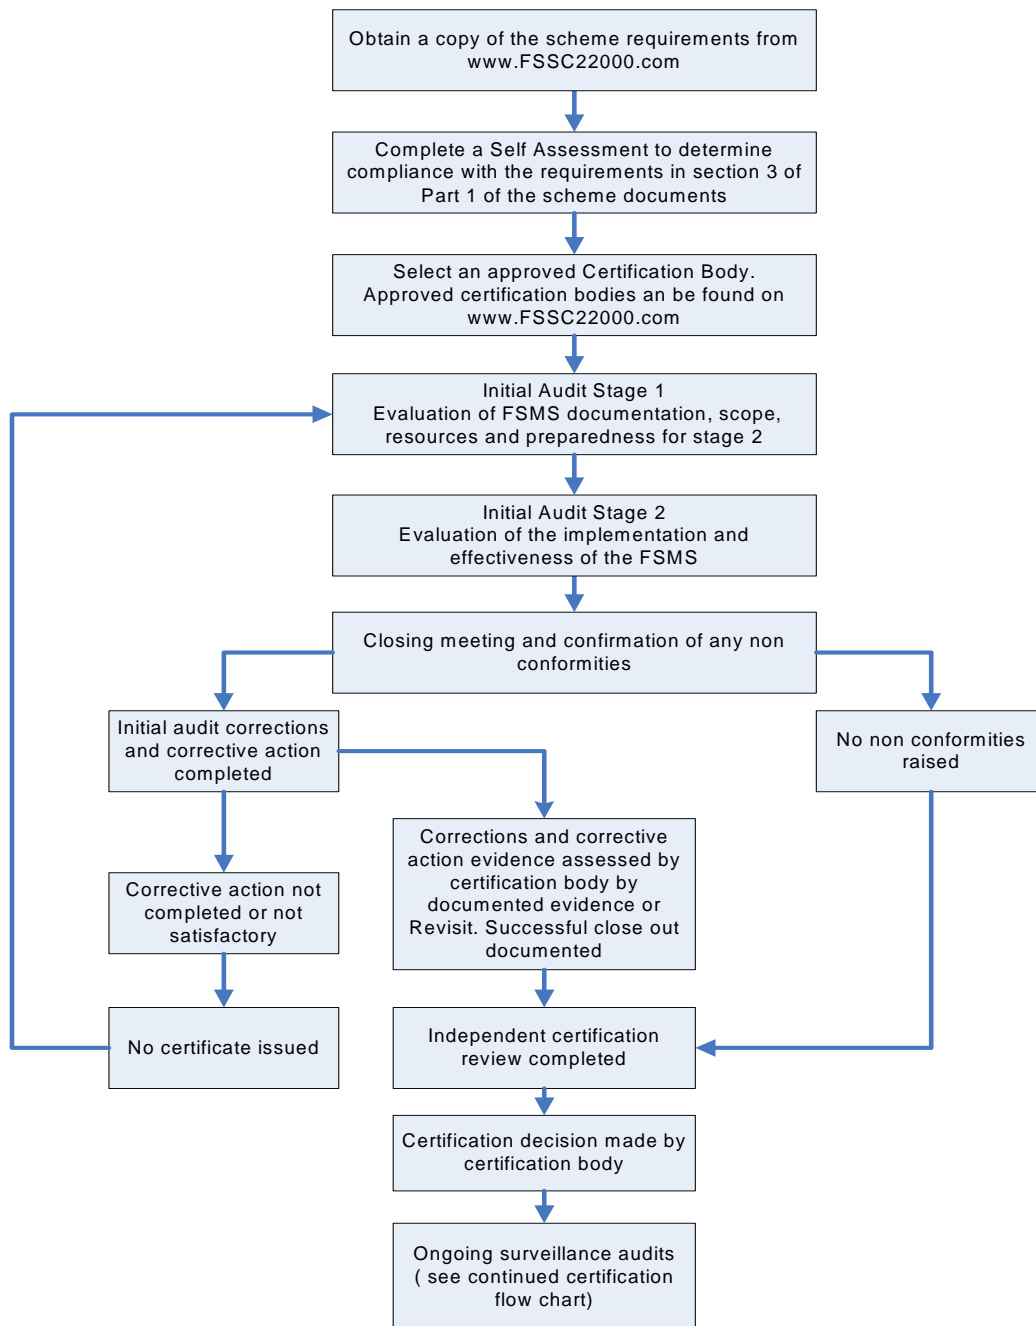 Obtain a copy of the scheme requirements from
www.FSSC22000.com
Complete a Self Assessment to determine
compliance with the requirements in section 3 of
Part 1 of the scheme documents
Select an approved Certification Body.
Approved certification bodies an be found on
www.FSSC22000.com
Initial Audit Stage 1
Evaluation of FSMS documentation, scope,
resources and preparedness for stage 2
Initial Audit Stage 2
Evaluation of the implementation and
effectiveness of the FSMS
Closing meeting and confirmation of any non
conformities
Initial audit corrections
and corrective action
completed
No non conformities
raised
Corrections and corrective
action evidence assessed by
certification body by
documented evidence or
Revisit. Successful close out
documented
Corrective action not
completed or not
satisfactory
No certificate issued
Independent certification
review completed
Certification decision made by
certification body
Ongoing surveillance audits
( see continued certification
flow chart)